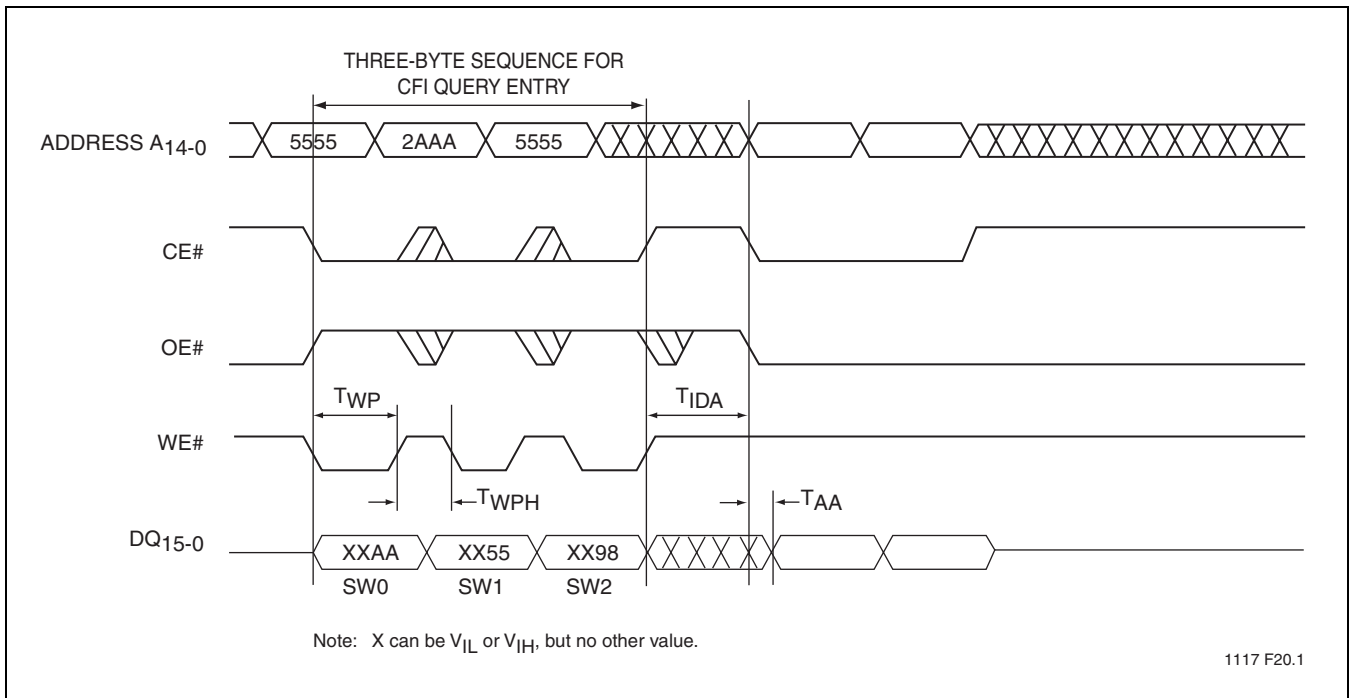 THREE-BYTE SEQUENCE FOR
CFI QUERY ENTRY
ADDRESS A14-0
5555 2AAA 5555
CE#
OE#
TWP TIDA
WE#
TWPH TAA
DQ15-0
XXAA XX55 XX98
SW0 SW1 SW2
Note: X can be VIL or VIH, but no other value.
1117 F20.1